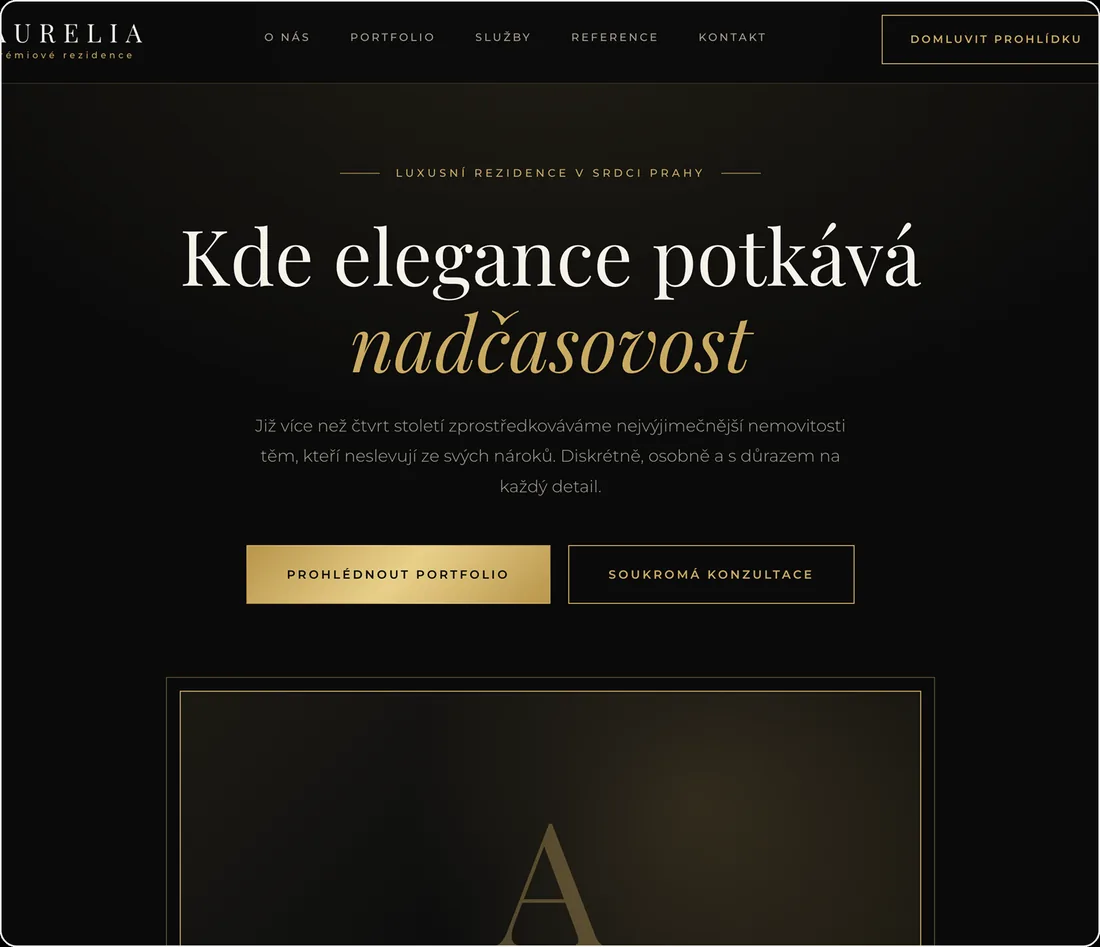 AURELIA
rémiové rezidence
O NÁS
PORTFOLIO
SLUŽBY
REFERENCE
KONTAKT
DOMLUVIT PROHLÍDKU
LUXUSNÍ REZIDENCE V SRDCI PRAHY
Kde elegance potkává
nadčasovost
Již více než čtvrt století zprostředkováváme nejvýjimečnější nemovitosti
těm, kteří neslevují ze svých nároků. Diskrétně, osobně a s důrazem na
každý detail.
PROHLÉDNOUT PORTFOLIO
SOUKROMÁ KONZULTACE
A